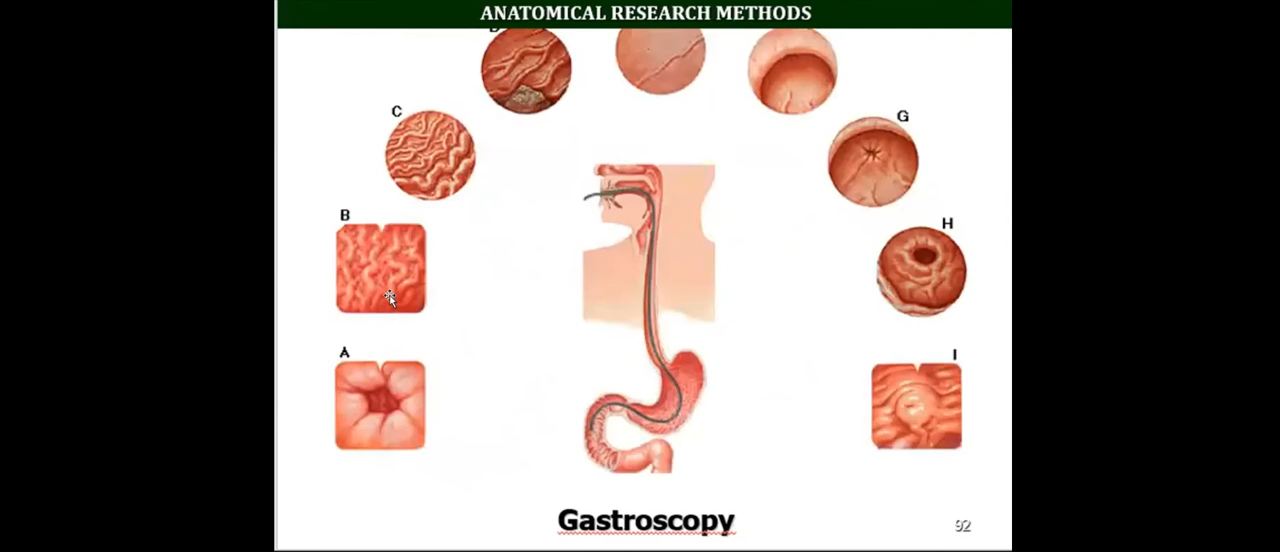 ANATOMICAL RESEARCH METHODS
C
G
B
H
A
I
Gastroscopy
92